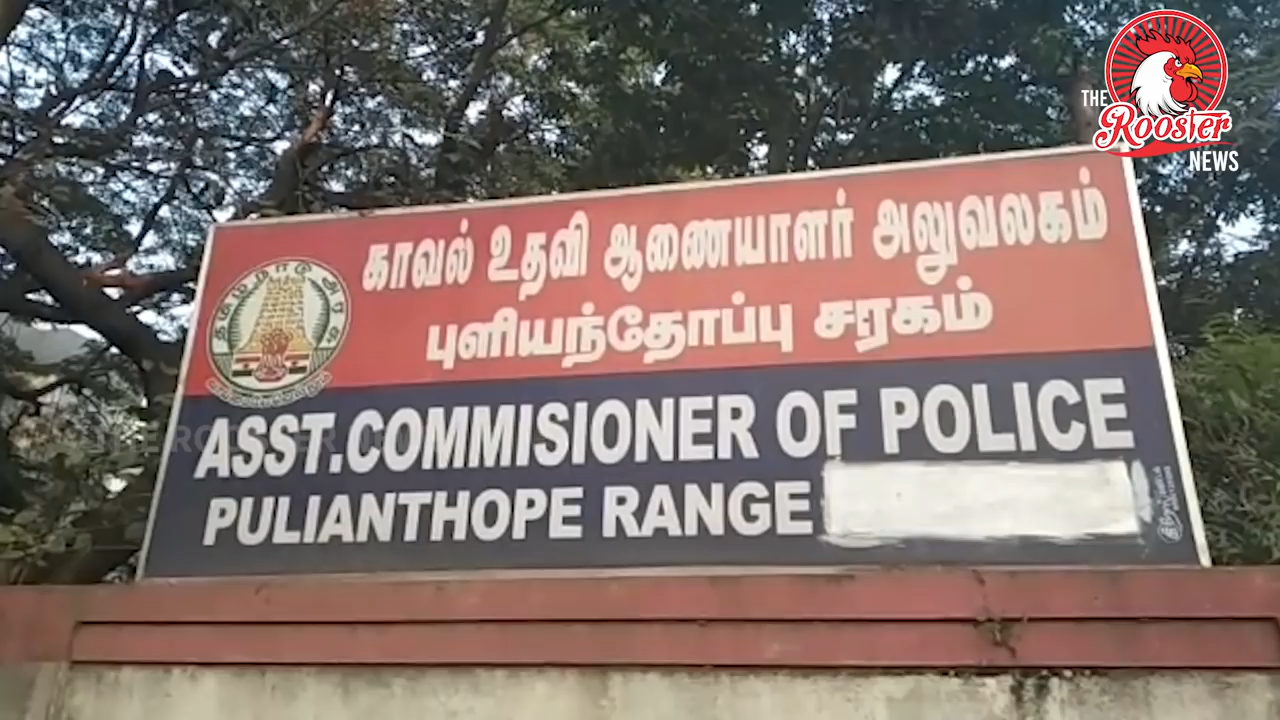 THE
Rooster
NEWS
காவல் உதவி ஆணையாளர் அலுவலகம்
புளியந்தோப்பு சரகம்
ASST.COMMISIONER OF POLICE
PULIANTHOPE RANGE